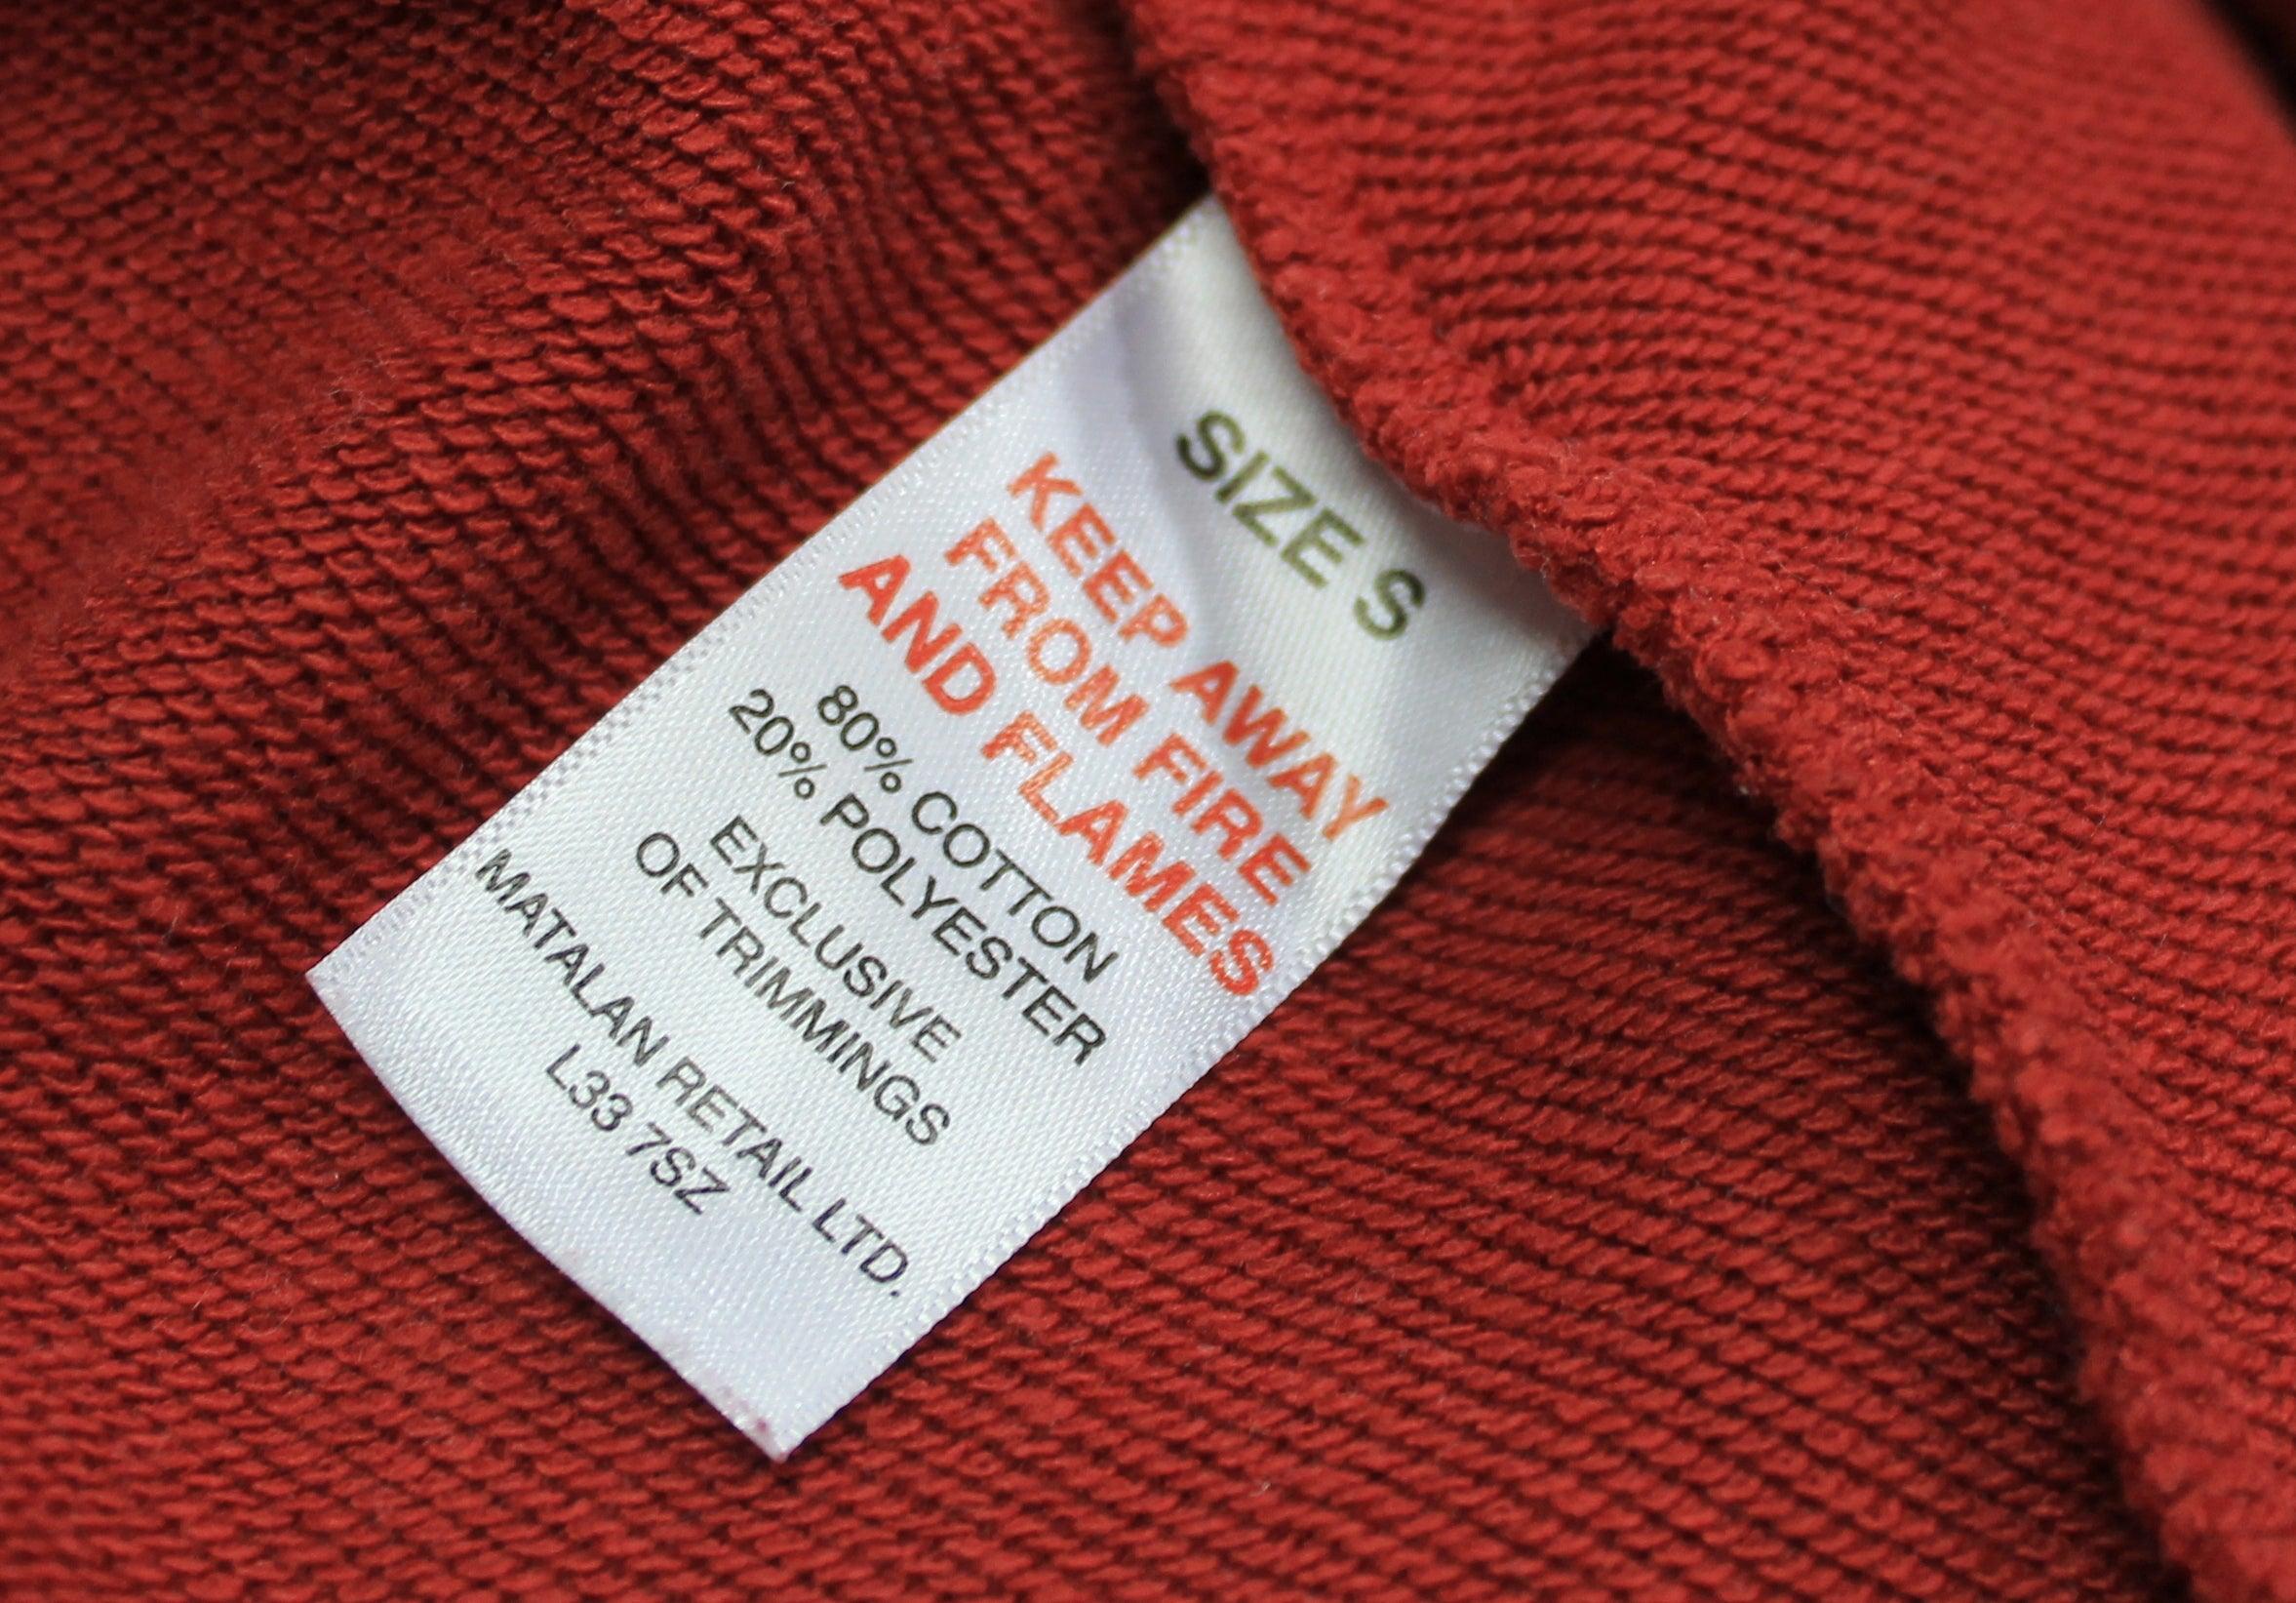 SIZE S
KEEP AWAY
FROM FIRE
AND FLAMES
80% COTTON
20% POLYESTER
EXCLUSIVE
OF TRIMMINGS
MATALAN RETAIL LTD.
L33 7SZ